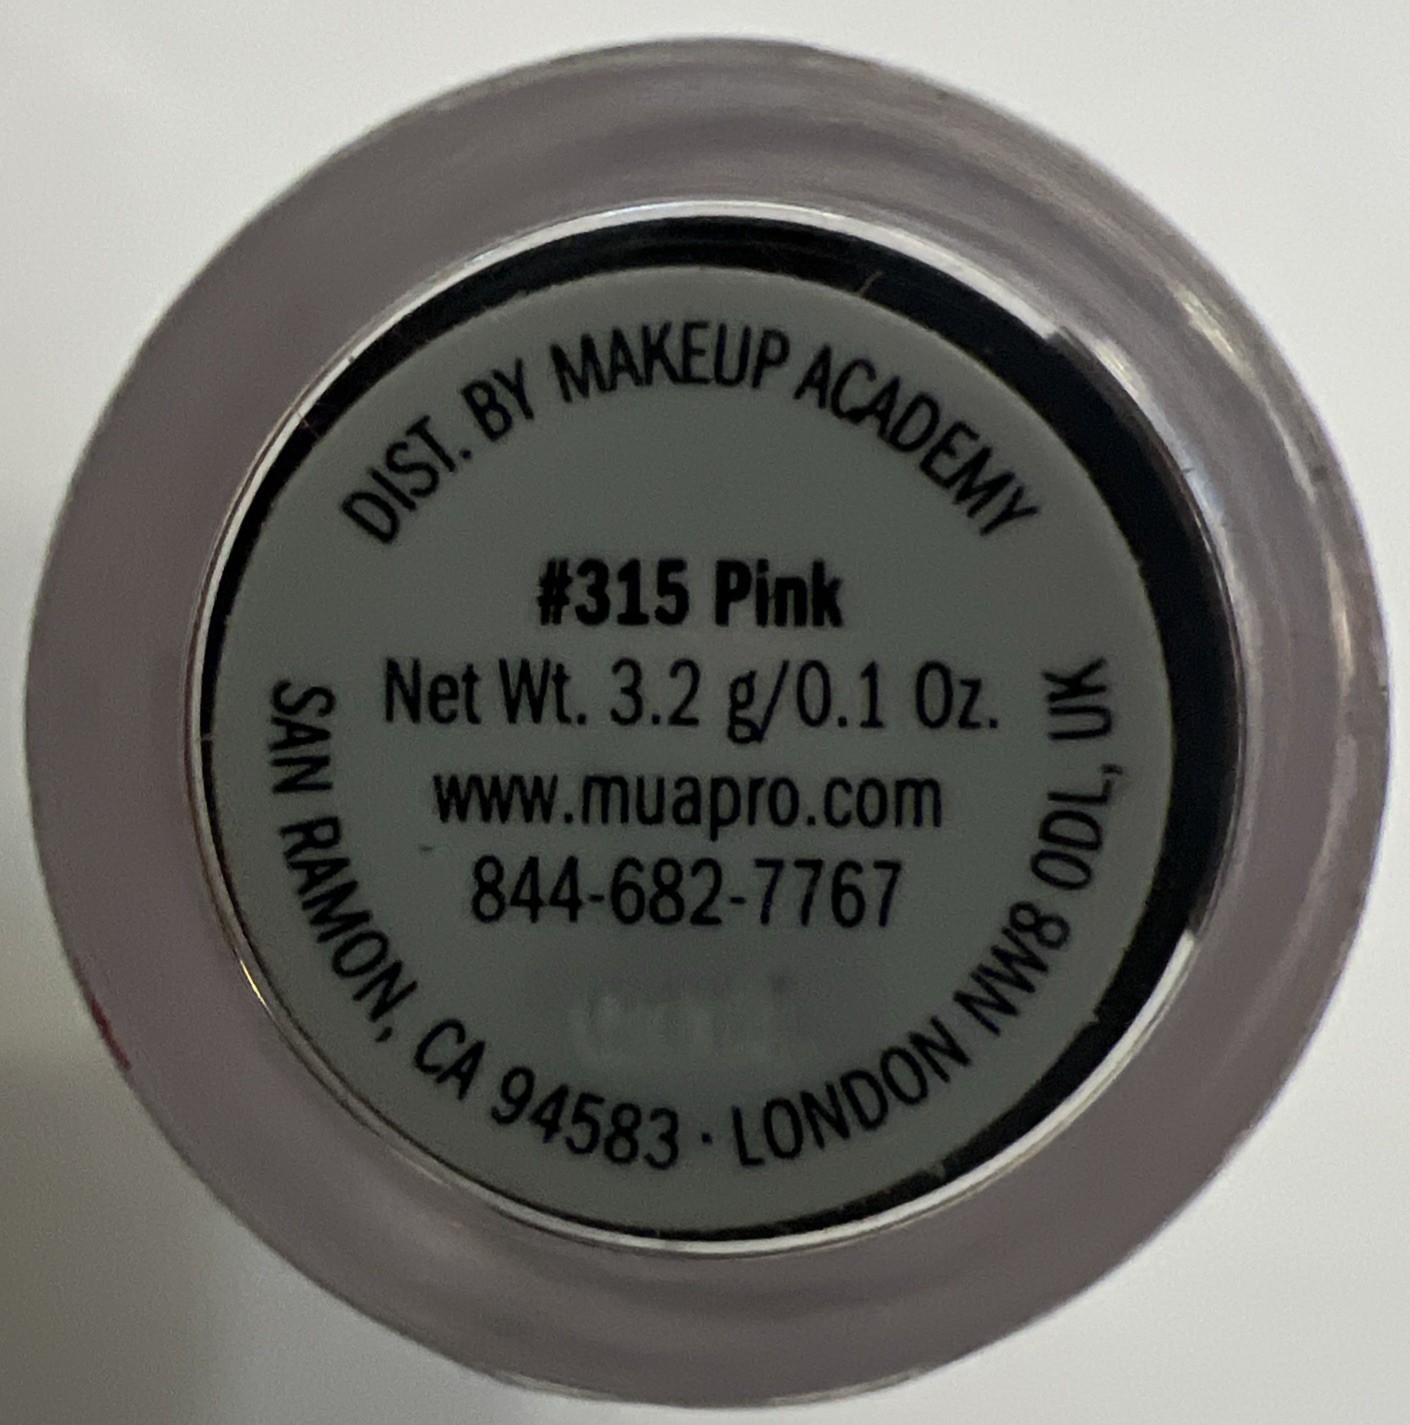 DIST. BY MAKEUP ACADEMY
#315 Pink
Net Wt. 3.2 g/0.1 Oz.
www.muapro.com
844-682-7767
SAN RAMON, CA 94583 · LONDON NW8 0DL, UK